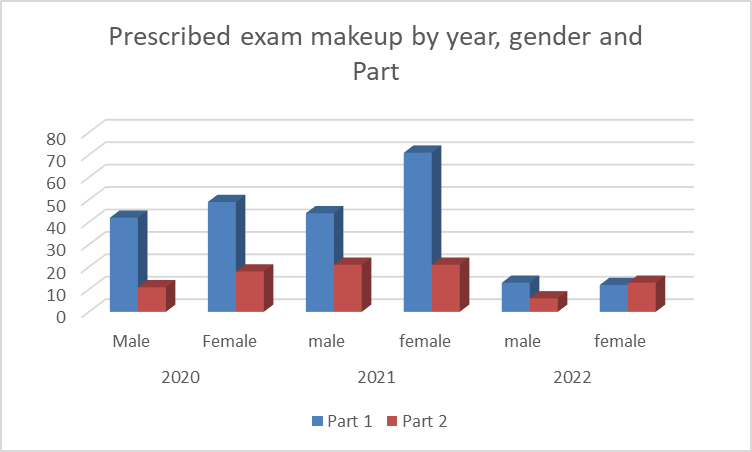 Prescribed exam makeup by year, gender and
Part
80
70
60
50
40
30
20
10
0
Male Female male female male female
2020 2021 2022
Part 1 Part 2